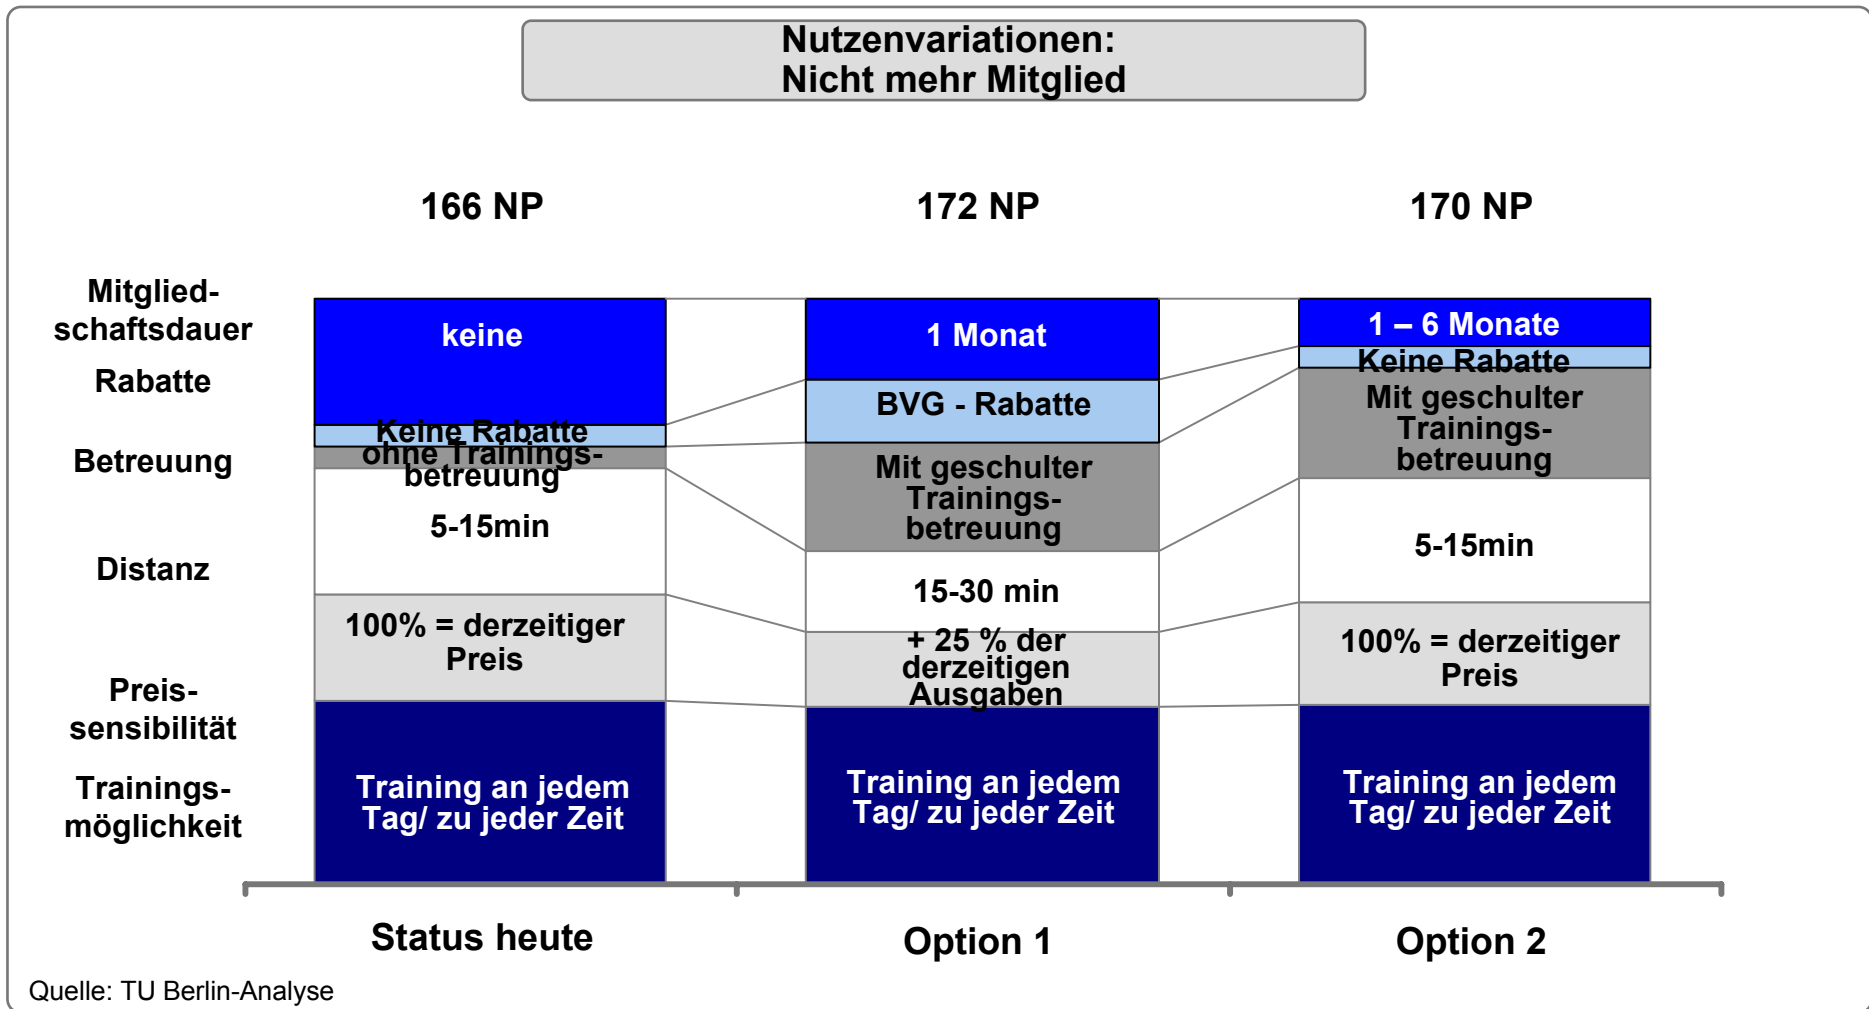 Nutzenvariationen:
Nicht mehr Mitglied
166 NP
172 NP
170 NP
Mitglied-
schaftsdauer
Rabatte
Betreuung
Distanz
Preis-
sensibilität
Trainings-
möglichkeit
keine
Keine Rabatte
ohne Trainings-
betreuung
5-15min
100% = derzeitiger
Preis
Training an jedem
Tag/ zu jeder Zeit
1 Monat
BVG - Rabatte
Mit geschulter
Trainings-
betreuung
15-30 min
+ 25 % der
derzeitigen
Ausgaben
Training an jedem
Tag/ zu jeder Zeit
1 – 6 Monate
Keine Rabatte
Mit geschulter
Trainings-
betreuung
5-15min
100% = derzeitiger
Preis
Training an jedem
Tag/ zu jeder Zeit
Status heute
Option 1
Option 2
Quelle: TU Berlin-Analyse